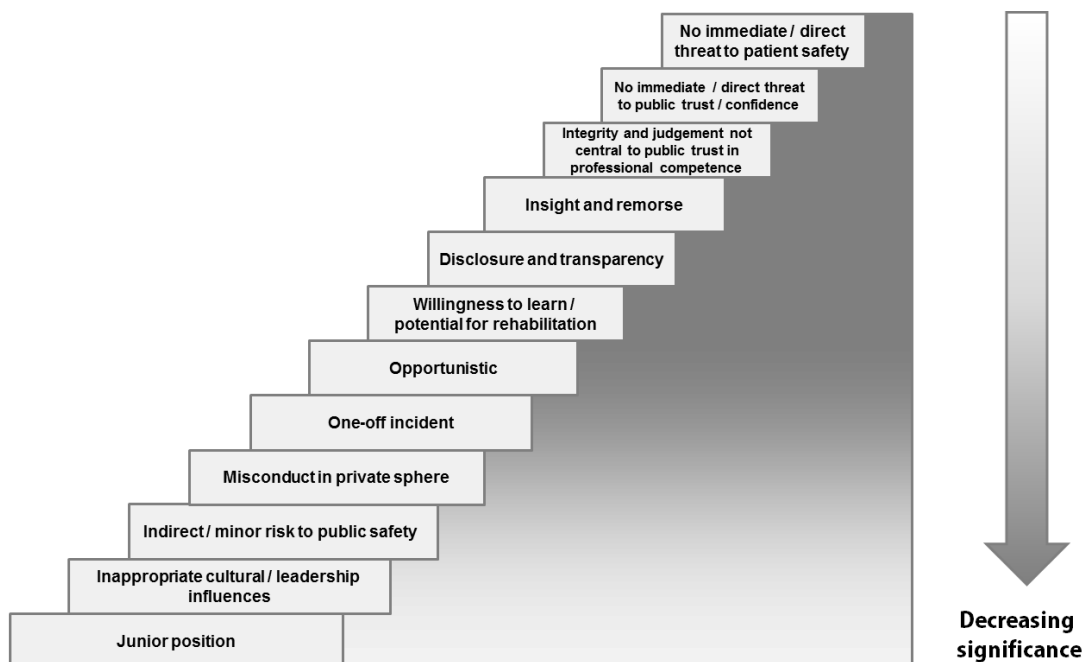 No immediate / direct
threat to patient safety
No immediate / direct threat
to public trust / confidence
Integrity and judgement not
central to public trust in
professional competence
Insight and remorse
Disclosure and transparency
Willingness to learn /
potential for rehabilitation
Opportunistic
One-off incident
Misconduct in private sphere
Indirect / minor risk to public safety
Inappropriate cultural / leadership
influences
Junior position
Decreasing
significance